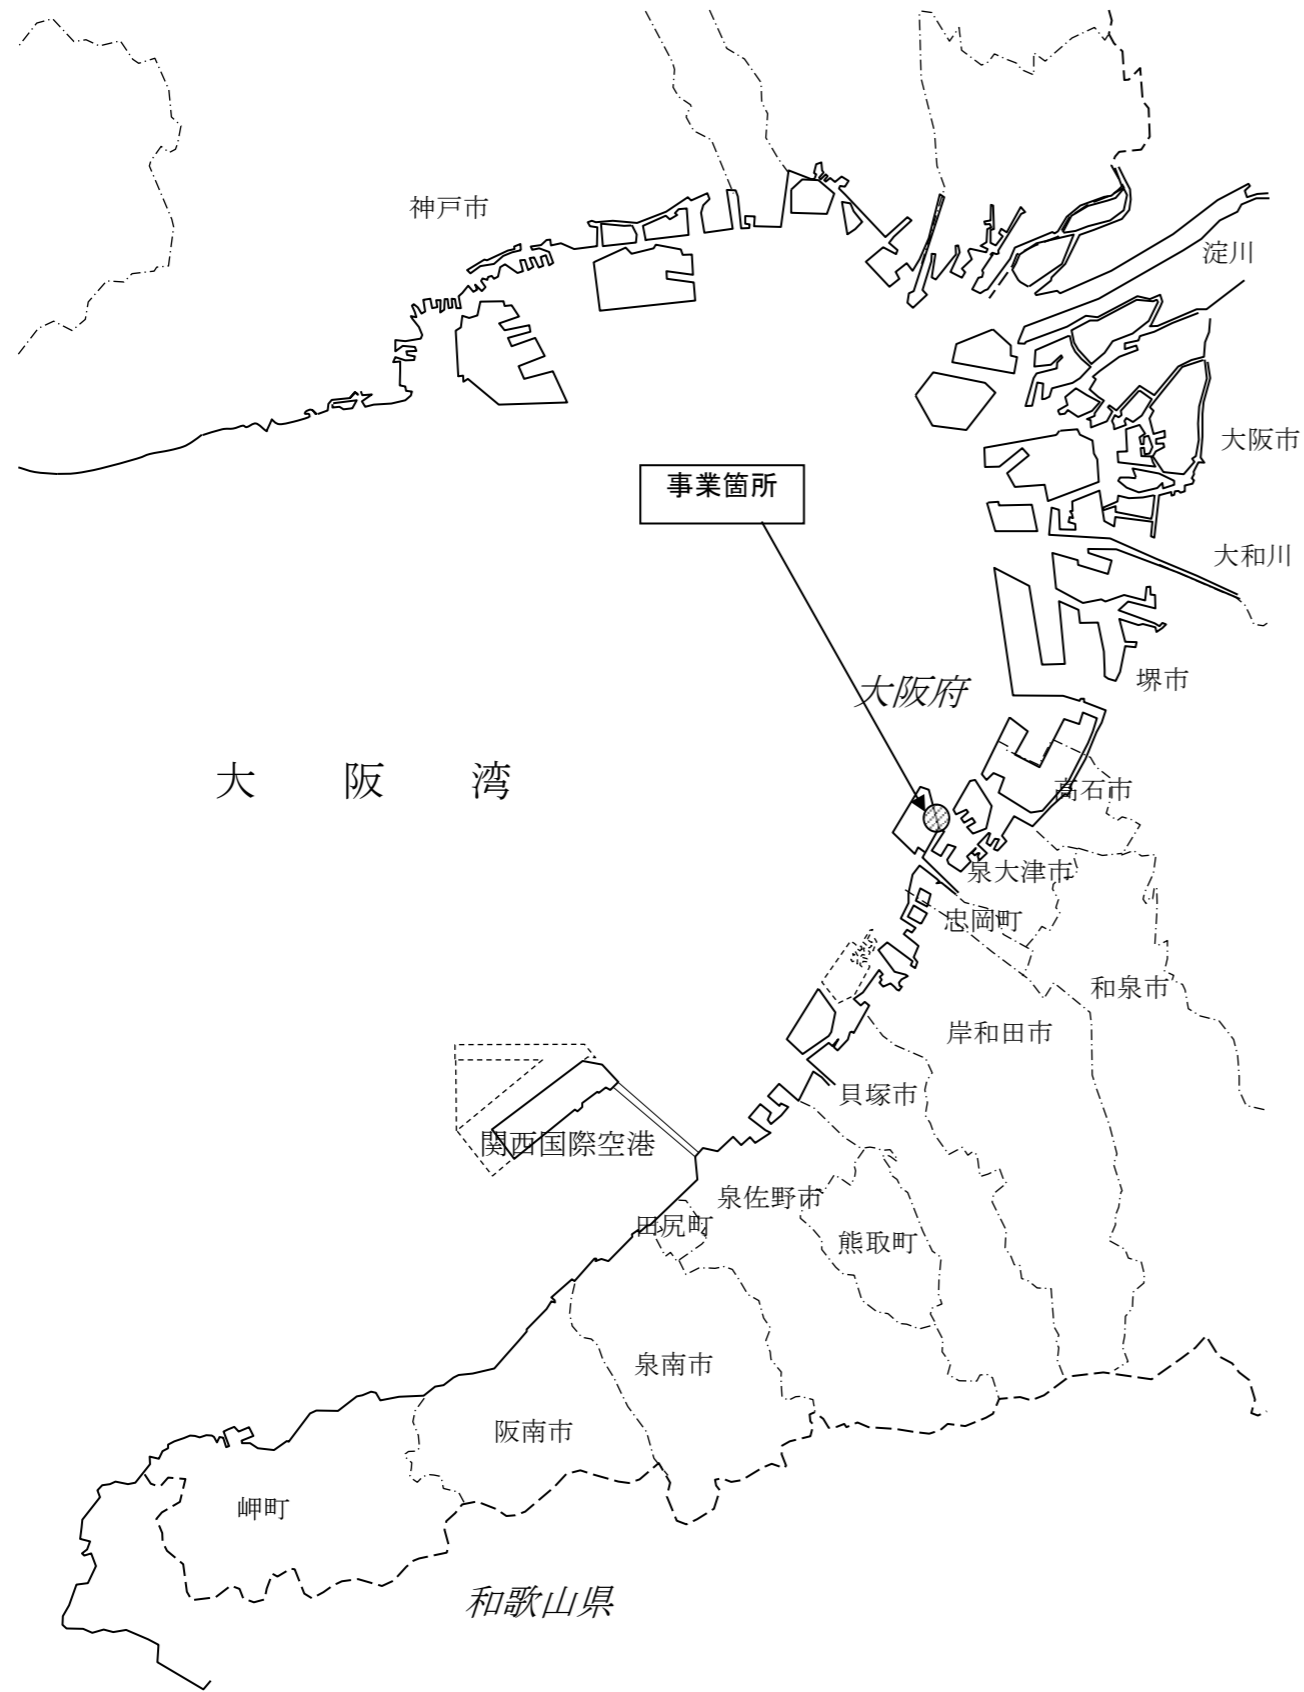 神戸市
淀川
大阪市
事業箇所
大和川
堺市
大阪府
大阪湾
高石市
泉大津市
忠岡町
和泉市
岸和田市
貝塚市
関西国際空港
泉佐野市
田尻町
熊取町
泉南市
阪南市
岬町
和歌山県